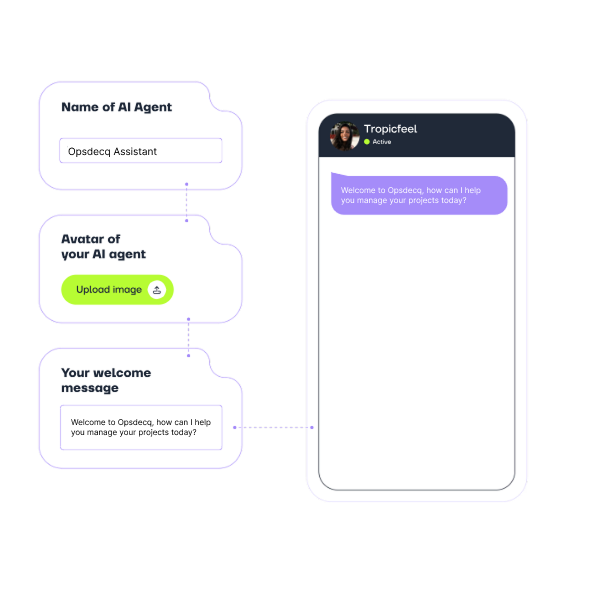 Name of AI Agent
Opsdecq Assistant
Avatar of
your AI agent
Upload image
Your welcome
message
Welcome to Opsdecq, how can I help
you manage your projects today?
Tropicfeel
Active
Welcome to Opsdecq, how can I help
you manage your projects today?